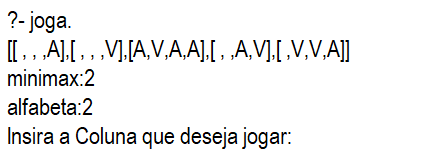 ?- joga.
[[ , , ,A],[ , , ,V],[A,V,A,A],[ , ,A,V],[ ,V,V,A]]
minimax:2
alfabeta:2
Insira a Coluna que deseja jogar: